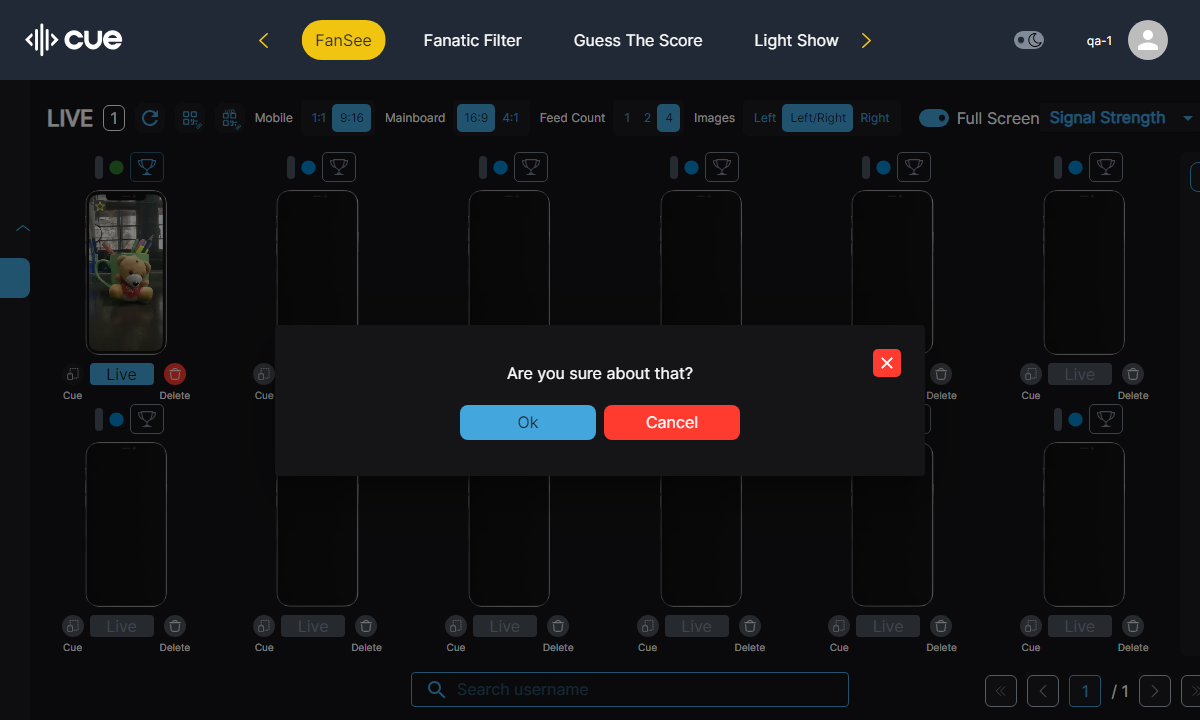 cue
FanSee
Fanatic Filter
Guess The Score
Light Show
qa-1
LIVE 1
Mobile 1:1 9:16
Mainboard 16:9 4:1
Feed Count 1 2 4
Images Left Left/Right Right
Full Screen
Signal Strength
Cue Live Delete
Cue
Delete
Cue Live Delete
Are you sure about that?
Ok Cancel
Cue Live Delete
Cue Live Delete
Cue Live Delete
Cue Live Delete
Cue Live Delete
Cue Live Delete
Search username
« < 1 / 1 > »